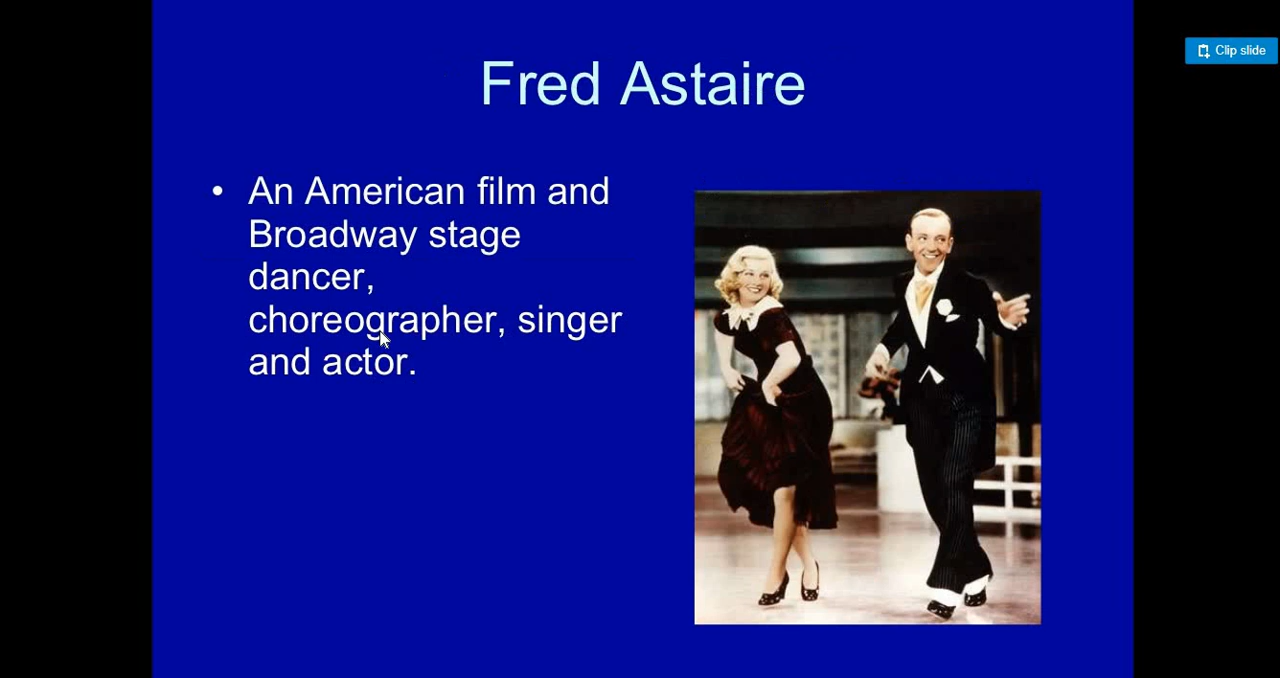 Clip slide
Fred Astaire
• An American film and
Broadway stage
dancer,
choreographer, singer
and actor.